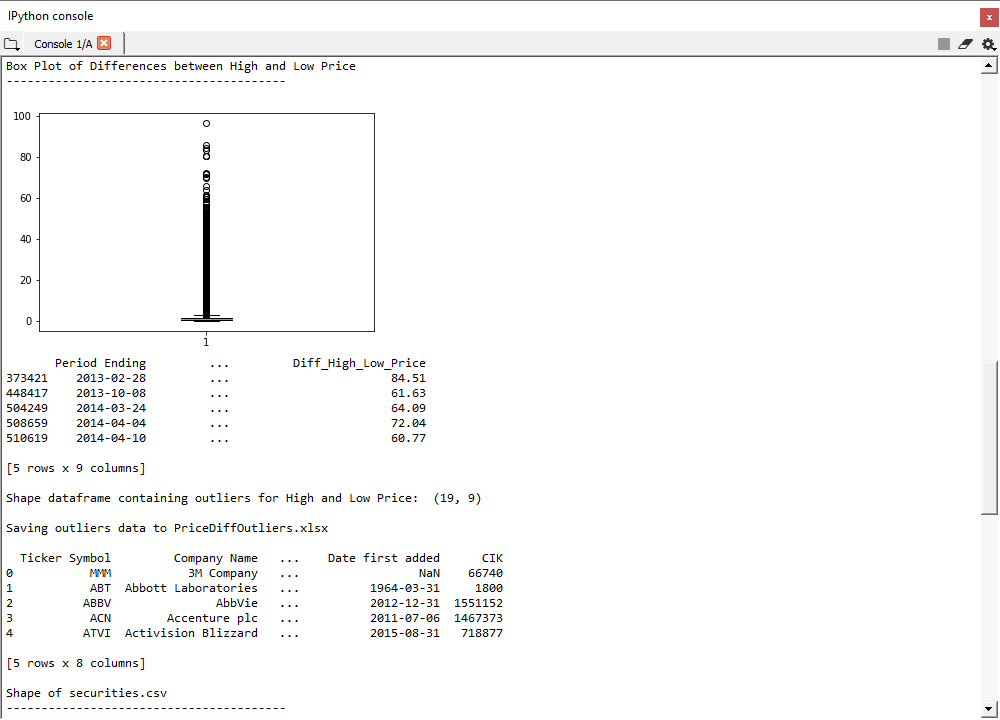 IPython console
Console 1/A
Box Plot of Differences between High and Low Price
----------------------------------------
100
80
60
40
20
0
1
Period Ending ... Diff_High_Low_Price
373421 2013-02-28 ... 84.51
448417 2013-10-08 ... 61.63
504249 2014-03-24 ... 64.09
508659 2014-04-04 ... 72.04
510619 2014-04-10 ... 60.77
[5 rows x 9 columns]
Shape dataframe containing outliers for High and Low Price: (19, 9)
Saving outliers data to PriceDiffOutliers.xlsx
Ticker Symbol Company Name ... Date first added CIK
0 MMM 3M Company ... NaN 66740
1 ABT Abbott Laboratories ... 1964-03-31 1800
2 ABBV AbbVie ... 2012-12-31 1551152
3 ACN Accenture plc ... 2011-07-06 1467373
4 ATVI Activision Blizzard ... 2015-08-31 718877
[5 rows x 8 columns]
Shape of securities.csv
----------------------------------------